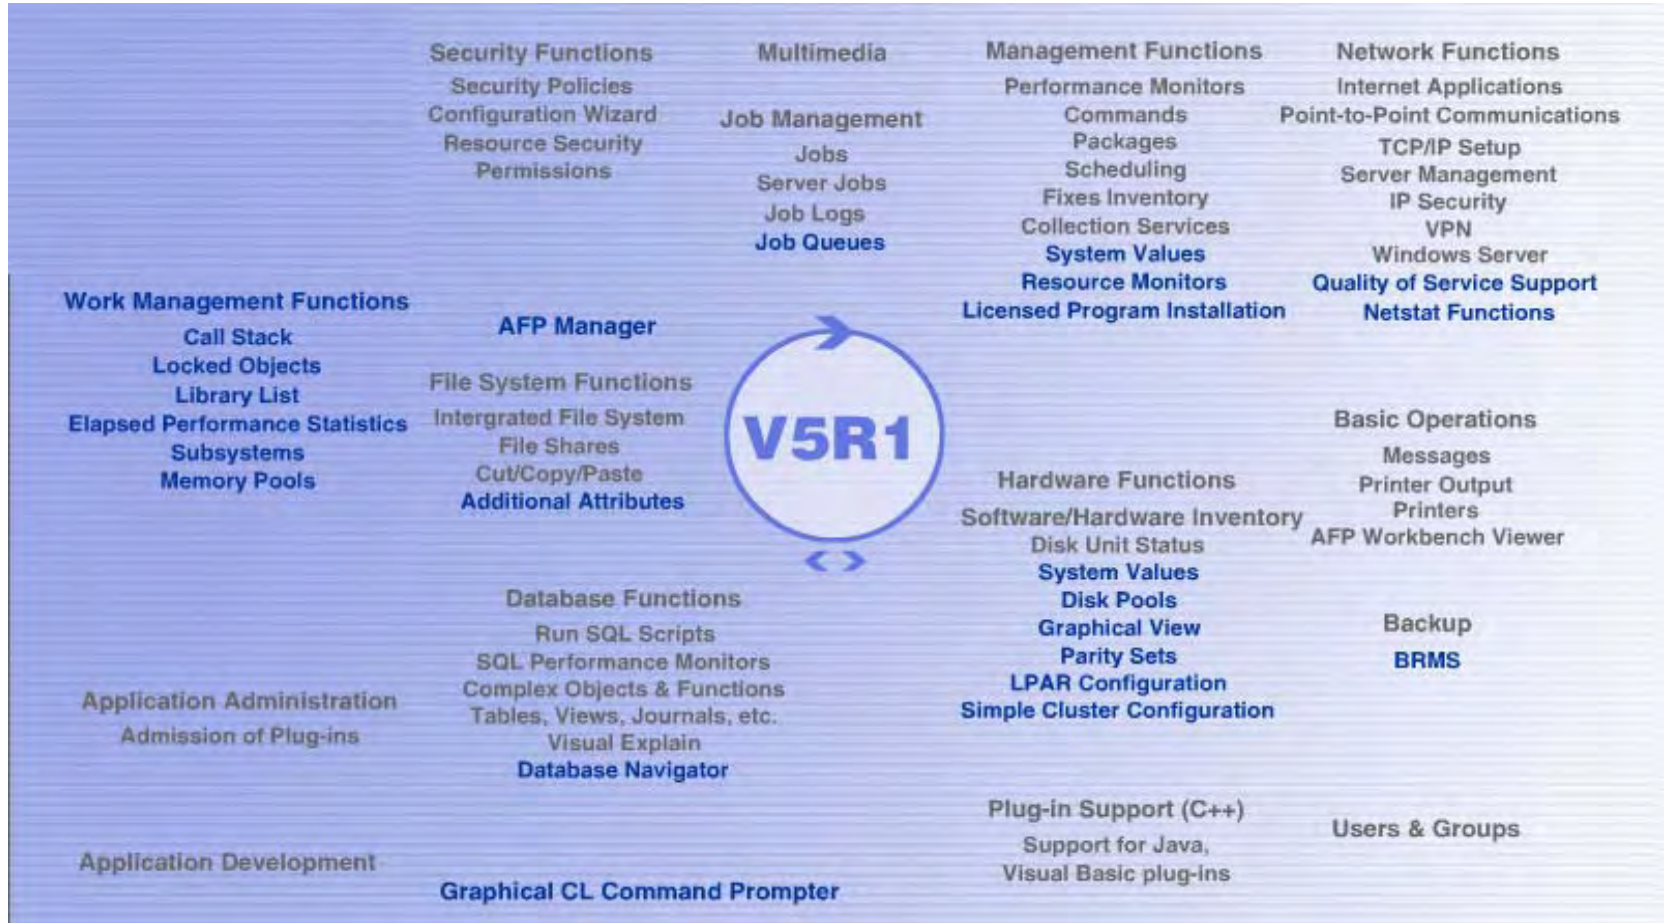 Security Functions
Security Policies
Configuration Wizard
Resource Security
Permissions
Multimedia
Job Management
Jobs
Server Jobs
Job Logs
Job Queues
Management Functions
Performance Monitors
Commands
Packages
Scheduling
Fixes Inventory
Collection Services
System Values
Resource Monitors
Licensed Program Installation
Network Functions
Internet Applications
Point-to-Point Communications
TCP/IP Setup
Server Management
IP Security
VPN
Windows Server
Quality of Service Support
Netstat Functions
Work Management Functions
Call Stack
Locked Objects
Library List
Elapsed Performance Statistics
Subsystems
Memory Pools
AFP Manager
File System Functions
Intergrated File System
File Shares
Cut/Copy/Paste
Additional Attributes
V5R1
Hardware Functions
Software/Hardware Inventory
Disk Unit Status
System Values
Disk Pools
Graphical View
Parity Sets
LPAR Configuration
Simple Cluster Configuration
Basic Operations
Messages
Printer Output
Printers
AFP Workbench Viewer
Backup
BRMS
Database Functions
Run SQL Scripts
SQL Performance Monitors
Complex Objects & Functions
Tables, Views, Journals, etc.
Visual Explain
Database Navigator
Application Administration
Admission of Plug-ins
Application Development
Graphical CL Command Prompter
Plug-in Support (C++)
Support for Java,
Visual Basic plug-ins
Users & Groups